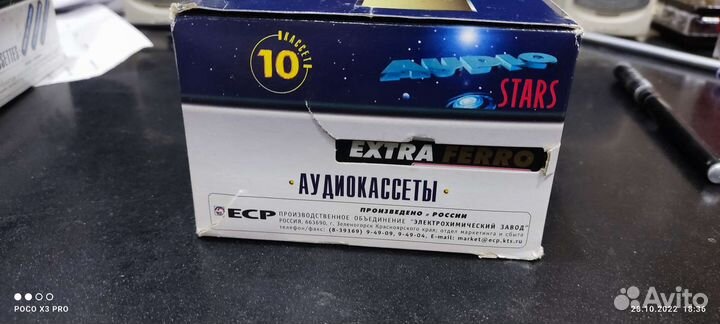 SSETTES
10
КАССЕТ
AUDIO
STARS
EXTRA FERRO
• АУДИОКАССЕТЫ •
ПРОИЗВЕДЕНО • РОССИИ
ECP ПРОИЗВОДСТВЕННОЕ ОБЪЕДИНЕНИЕ "ЭЛЕКТРОХИМИЧЕСКИЙ ЗАВОД"
РОССИЯ, 663690, г. Зеленогорск Красноярского края; отдел маркетинга и сбыта
телефон/факс: (8-39169) 9-49-09, 9-49-04. E-mail: market@ecp.kts.ru
POCO X3 PRO
Avito
28.10.2022 18:36